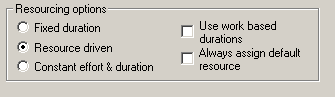 Resourcing options
Fixed duration
Resource driven
Constant effort & duration
Use work based
durations
Always assign default
resource